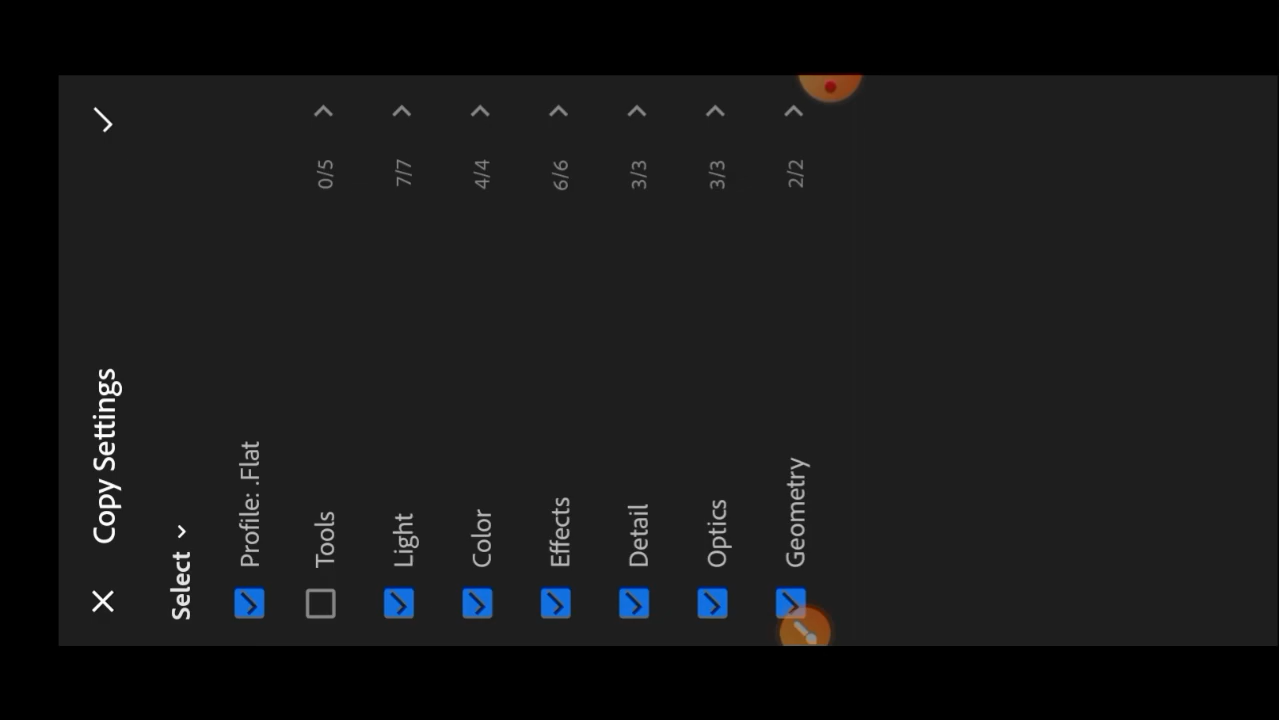 Copy Settings
Select
Profile: .Flat
Tools 0/5
Light 7/7
Color 4/4
Effects 6/6
Detail 3/3
Optics 3/3
Geometry 2/2